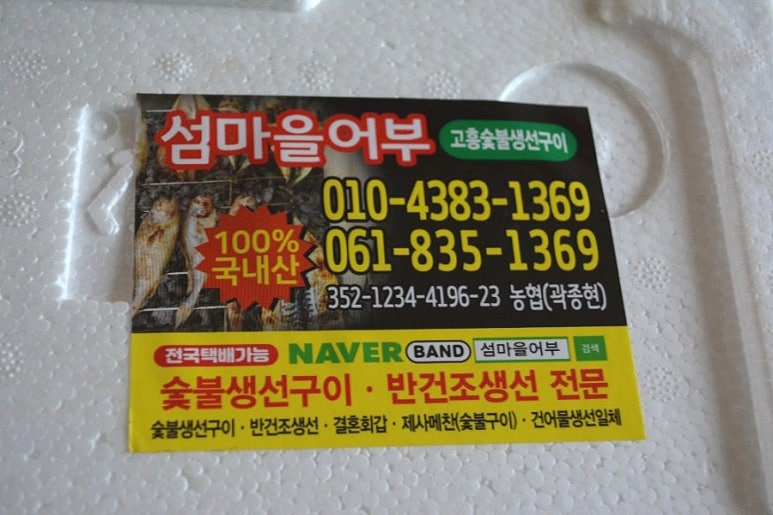 섬마을어부 고흥숯불생선구이
010-4383-1369
100% 국내산
061-835-1369
352-1234-4196-23 농협(곽종현)
전국택배가능 NAVER BAND 섬마을어부 검색
숯불생선구이 · 반건조생선 전문
숯불생선구이 · 반건조생선 · 결혼회갑 · 제사메찬(숯불구이) · 건어물생선일체